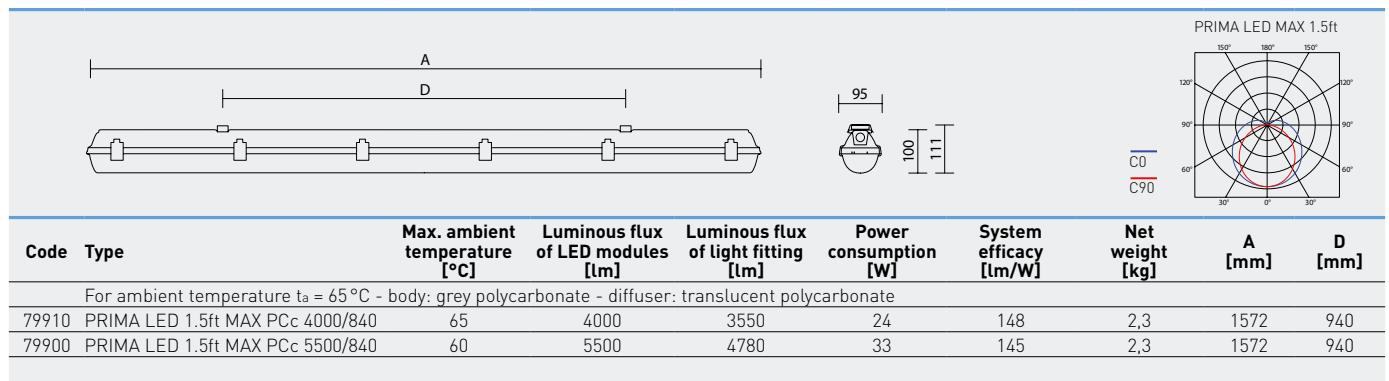 PRIMA LED MAX 1.5ft
A
D
95
100
111
150° 180° 150°
120° 120°
90° 90°
60° 60°
30° 0° 30°
C0
C90
Code Type Max. ambient temperature [°C] Luminous flux of LED modules [lm] Luminous flux of light fitting [lm] Power consumption [W] System efficacy [lm/W] Net weight [kg] A [mm] D [mm]
For ambient temperature ta = 65°C - body: grey polycarbonate - diffuser: translucent polycarbonate
79910 PRIMA LED 1.5ft MAX PCc 4000/840 65 4000 3550 24 148 2,3 1572 940
79900 PRIMA LED 1.5ft MAX PCc 5500/840 60 5500 4780 33 145 2,3 1572 940